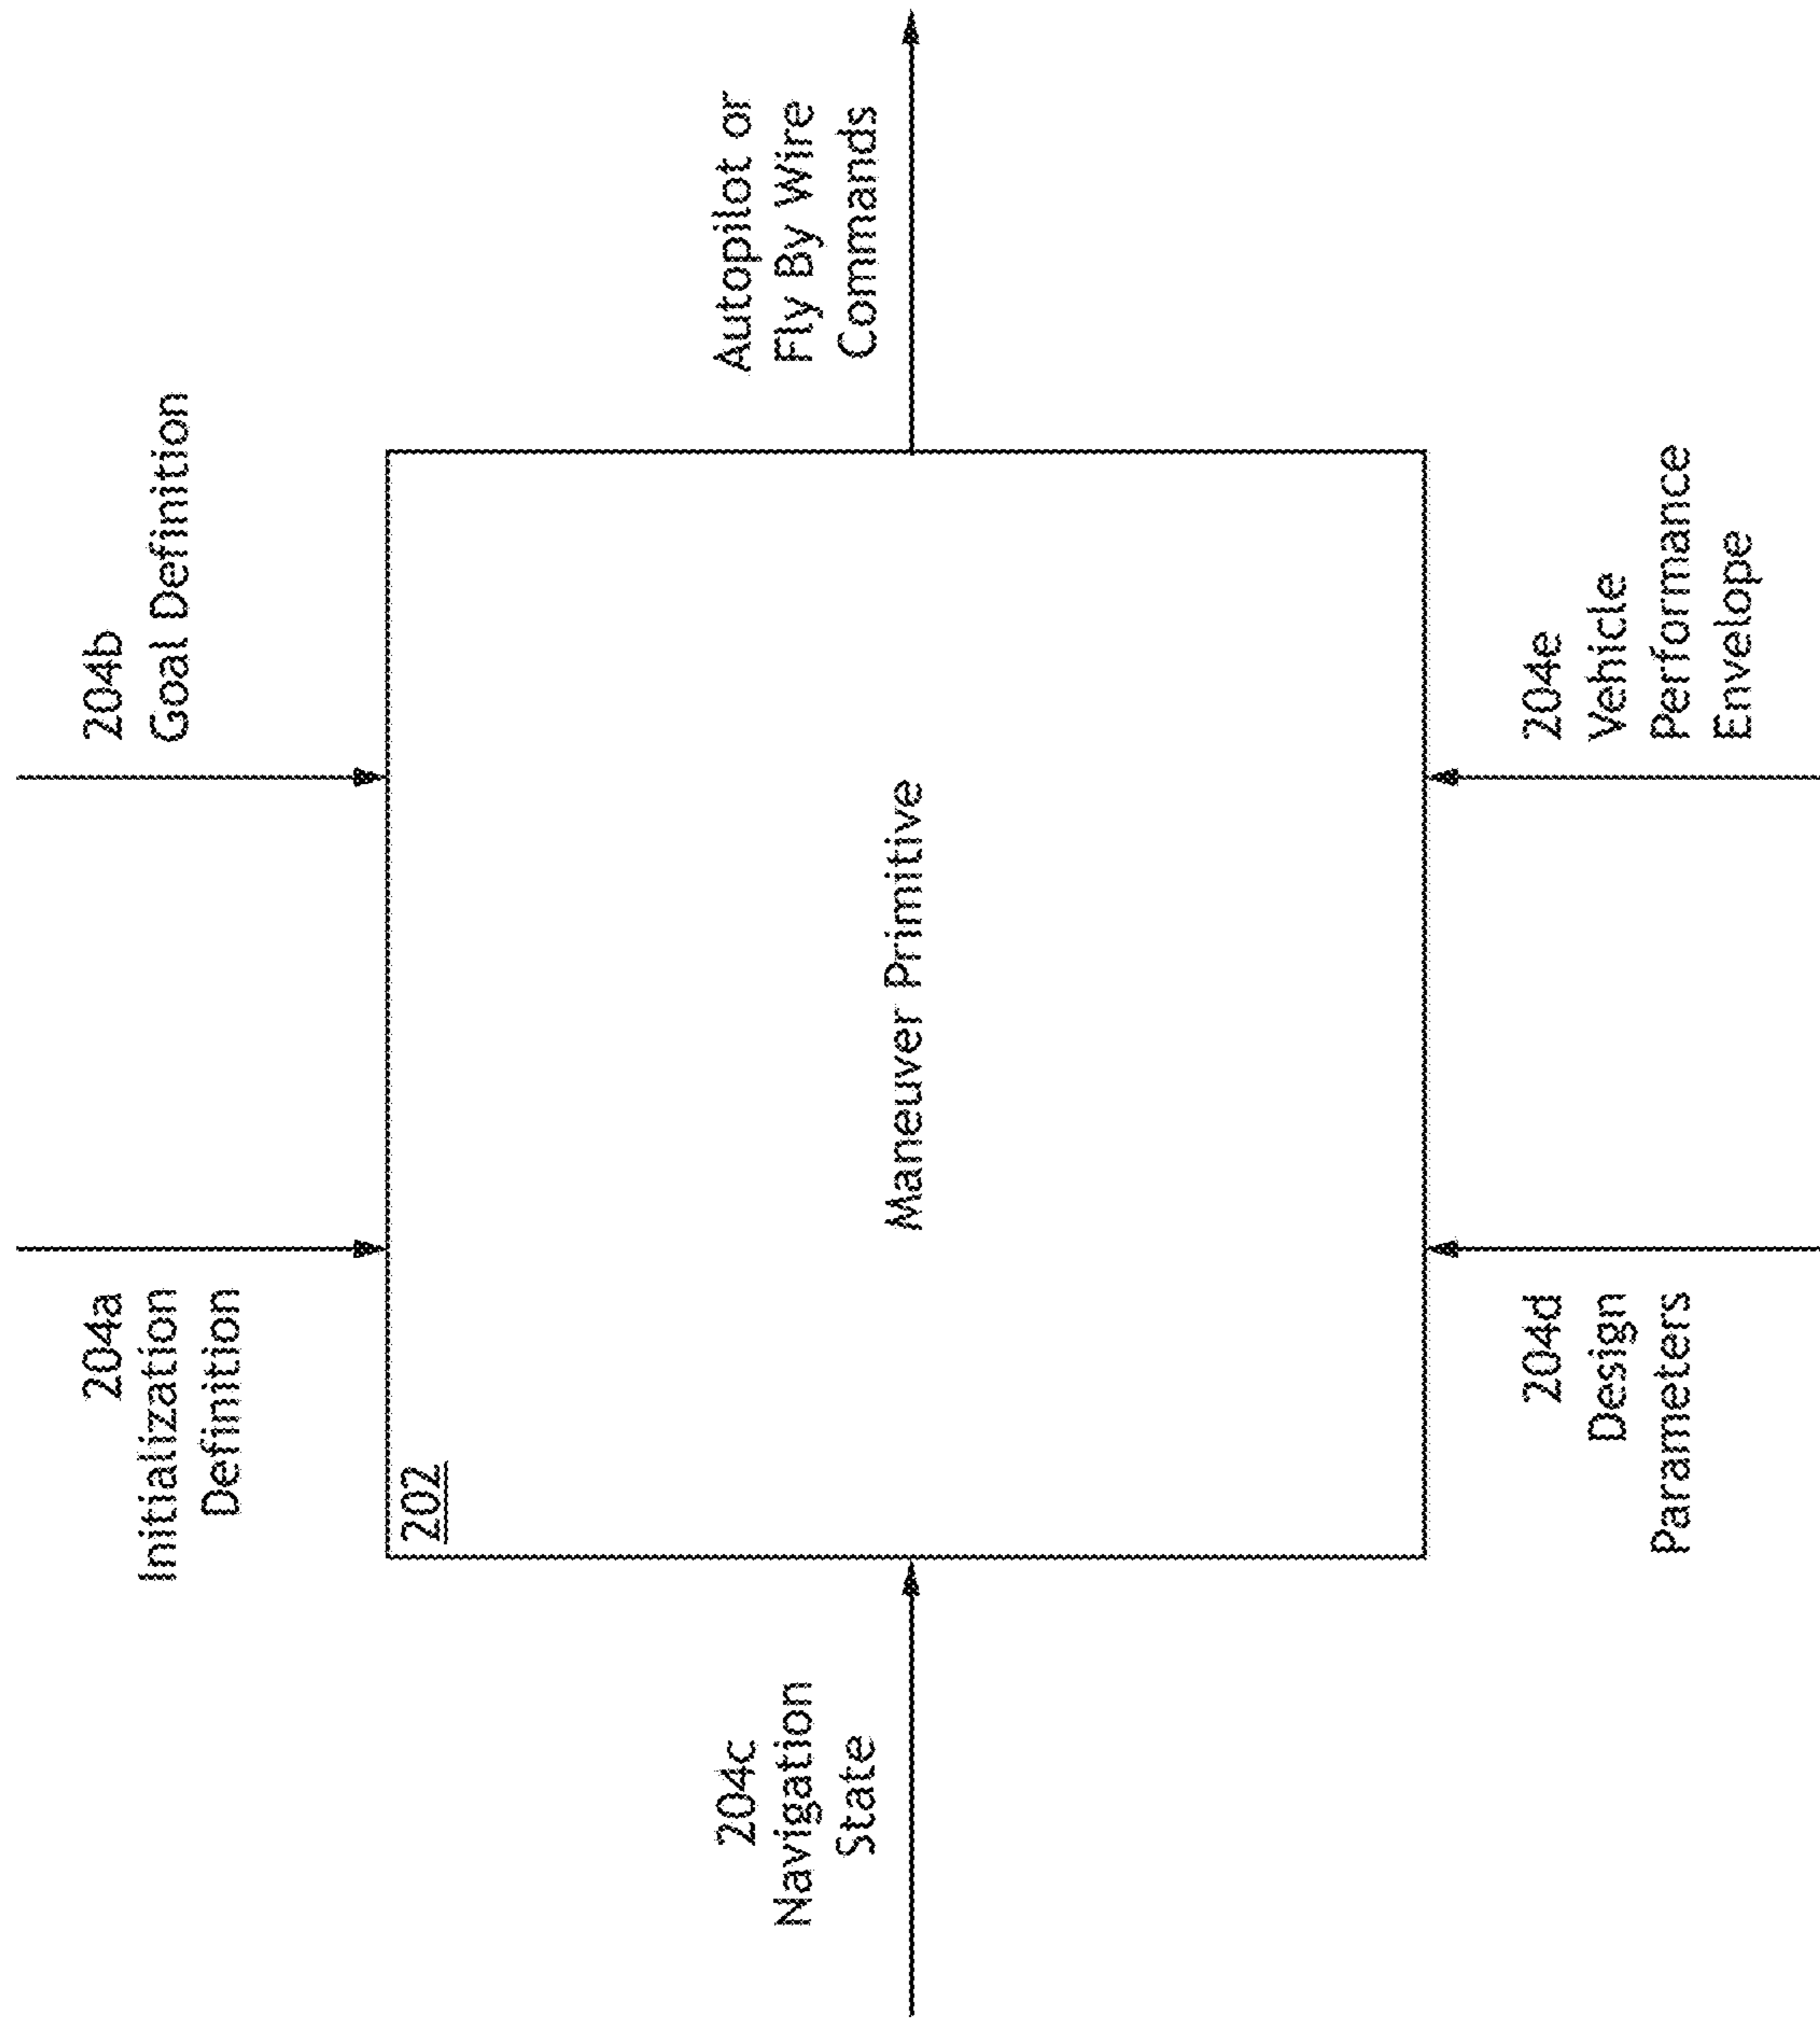 204a
Initialization
Definition
204b
Goal Definition
202
204c
Navigation
State
Maneuver Primitive
Autopilot or
Fly By Wire
Commands
204d
Design
Parameters
204e
Vehicle
Performance
Envelope